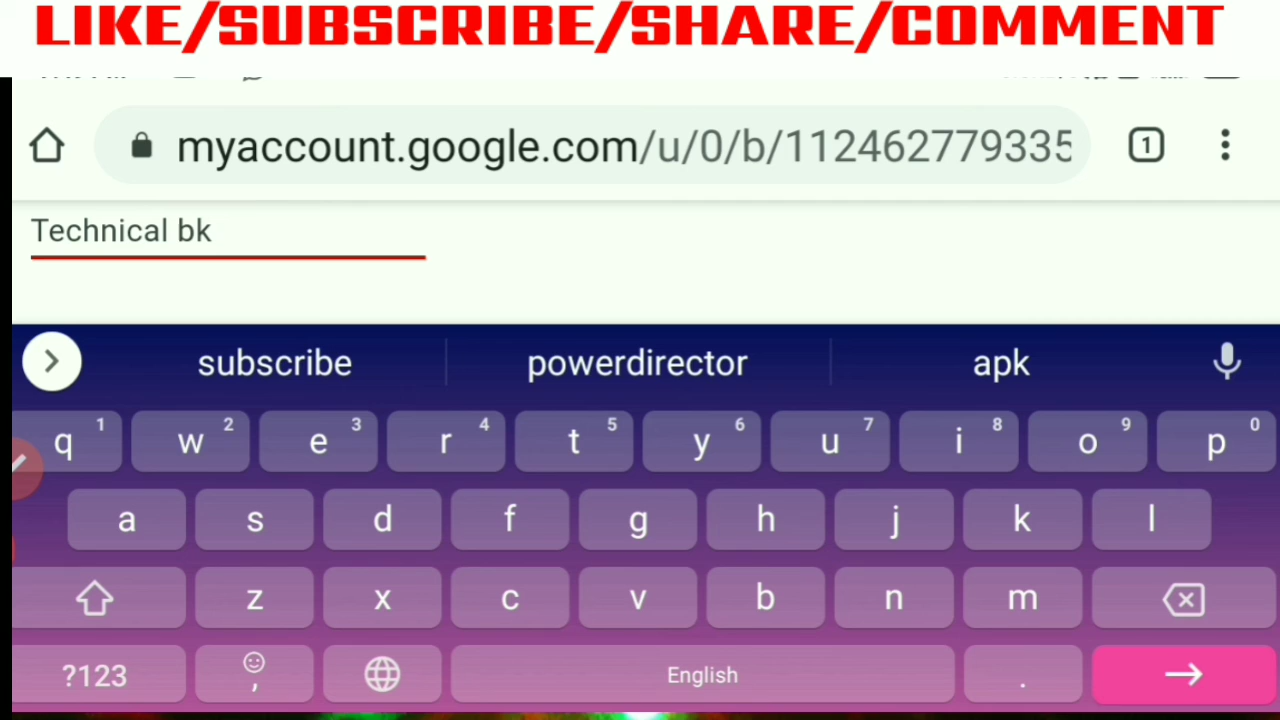 LIKE/SUBSCRIBE/SHARE/COMMENT
myaccount.google.com/u/0/b/112462779335 1
Technical bk
subscribe powerdirector apk
q 1 w 2 e 3 r 4 t 5 y 6 u 7 i 8 o 9 p 0
a s d f g h j k l
z x c v b n m
?123 , English .